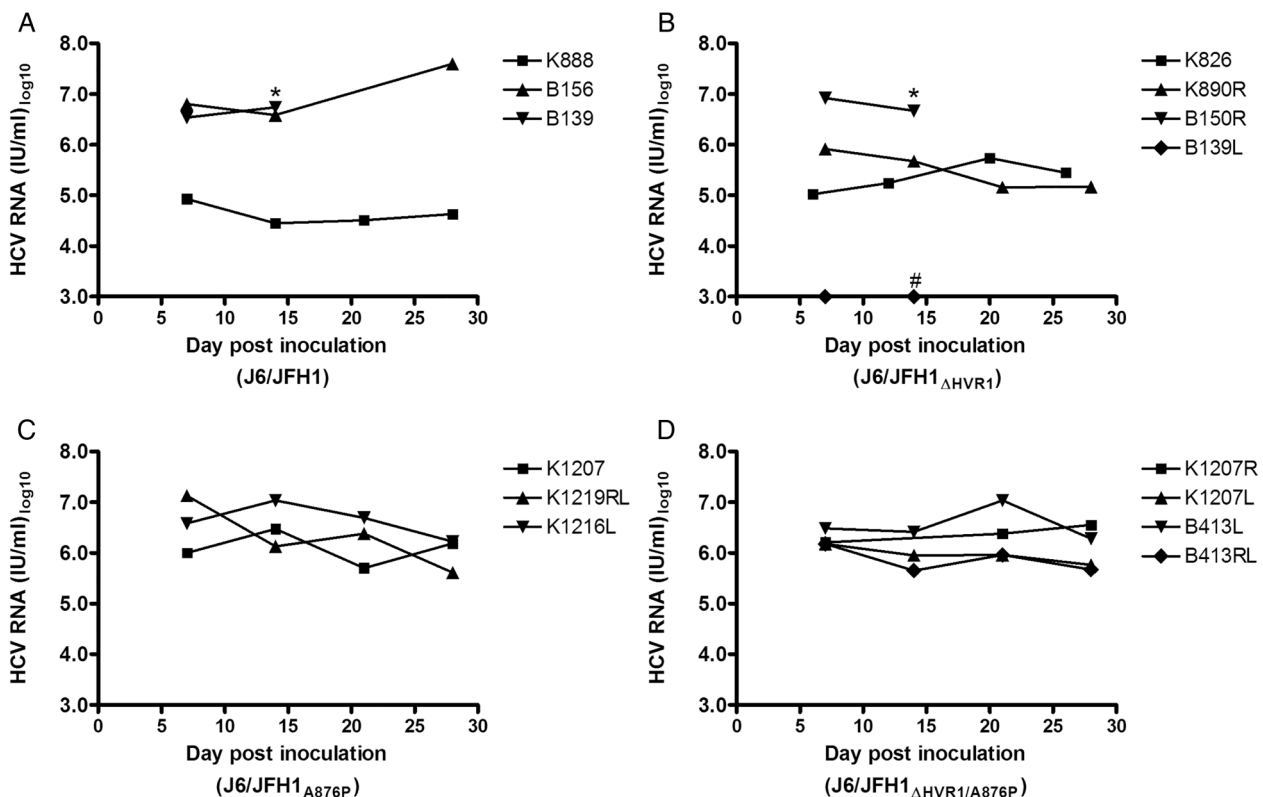 A
HCV RNA (IU/ml)log10
8.0
7.0
6.0
5.0
4.0
3.0
*
0 5 10 15 20 25 30
Day post inoculation
(J6/JFH1)
K888
B156
B139
B
HCV RNA (IU/ml)log10
8.0
7.0
6.0
5.0
4.0
3.0
*
#
0 5 10 15 20 25 30
Day post inoculation
(J6/JFH1ΔHVR1)
K826
K890R
B150R
B139L
C
HCV RNA (IU/ml)log10
8.0
7.0
6.0
5.0
4.0
3.0
0 5 10 15 20 25 30
Day post inoculation
(J6/JFH1A876P)
K1207
K1219RL
K1216L
D
HCV RNA (IU/ml)log10
8.0
7.0
6.0
5.0
4.0
3.0
0 5 10 15 20 25 30
Day post inoculation
(J6/JFH1ΔHVR1/A876P)
K1207R
K1207L
B413L
B413RL